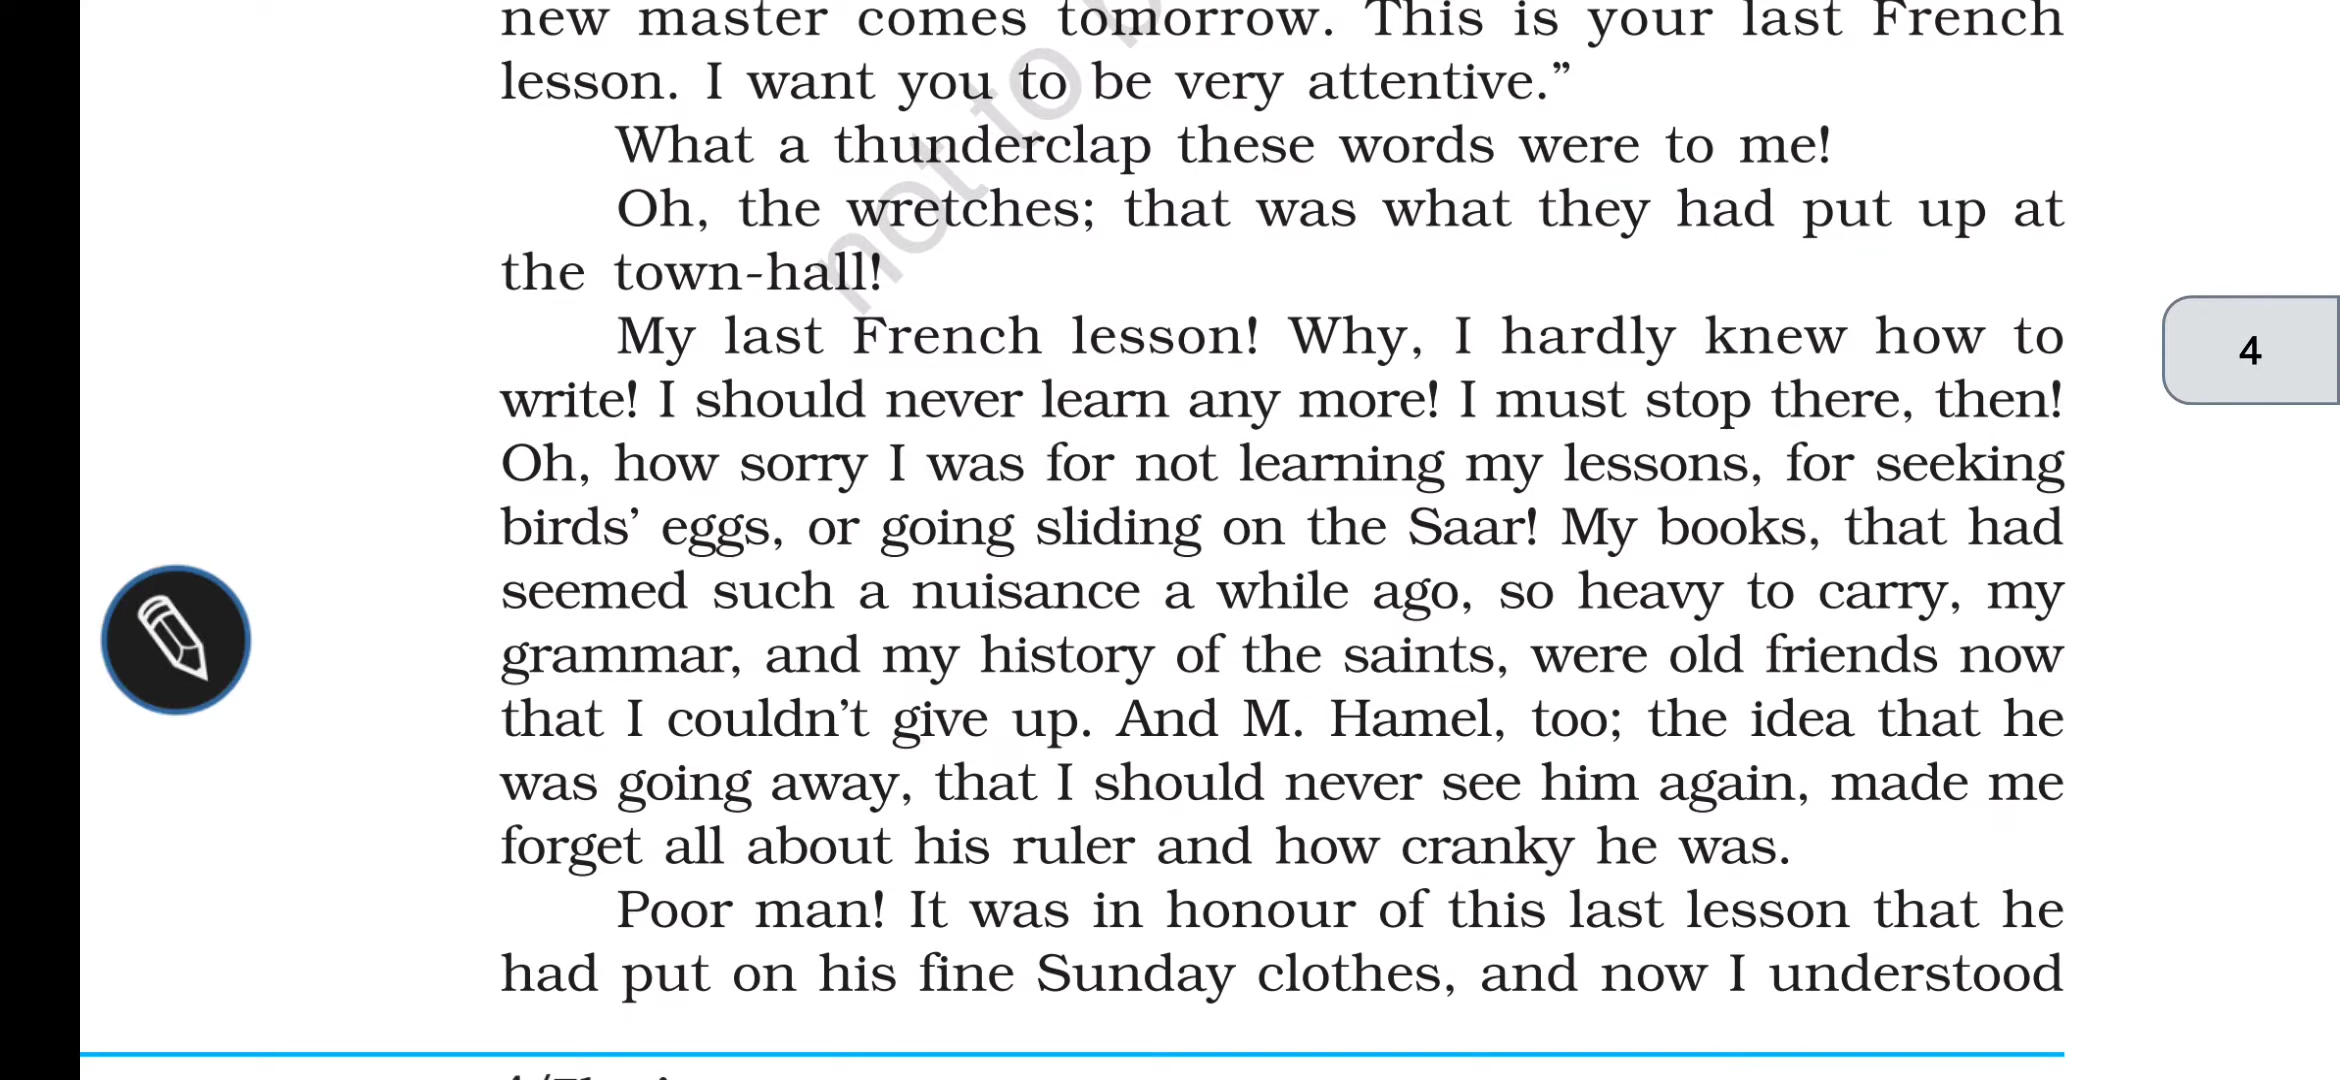 new master comes tomorrow. This is your last French
lesson. I want you to be very attentive.”
What a thunderclap these words were to me!
Oh, the wretches; that was what they had put up at
the town-hall!
My last French lesson! Why, I hardly knew how to
write! I should never learn any more! I must stop there, then!
Oh, how sorry I was for not learning my lessons, for seeking
birds’ eggs, or going sliding on the Saar! My books, that had
seemed such a nuisance a while ago, so heavy to carry, my
grammar, and my history of the saints, were old friends now
that I couldn’t give up. And M. Hamel, too; the idea that he
was going away, that I should never see him again, made me
forget all about his ruler and how cranky he was.
Poor man! It was in honour of this last lesson that he
had put on his fine Sunday clothes, and now I understood
4
not to